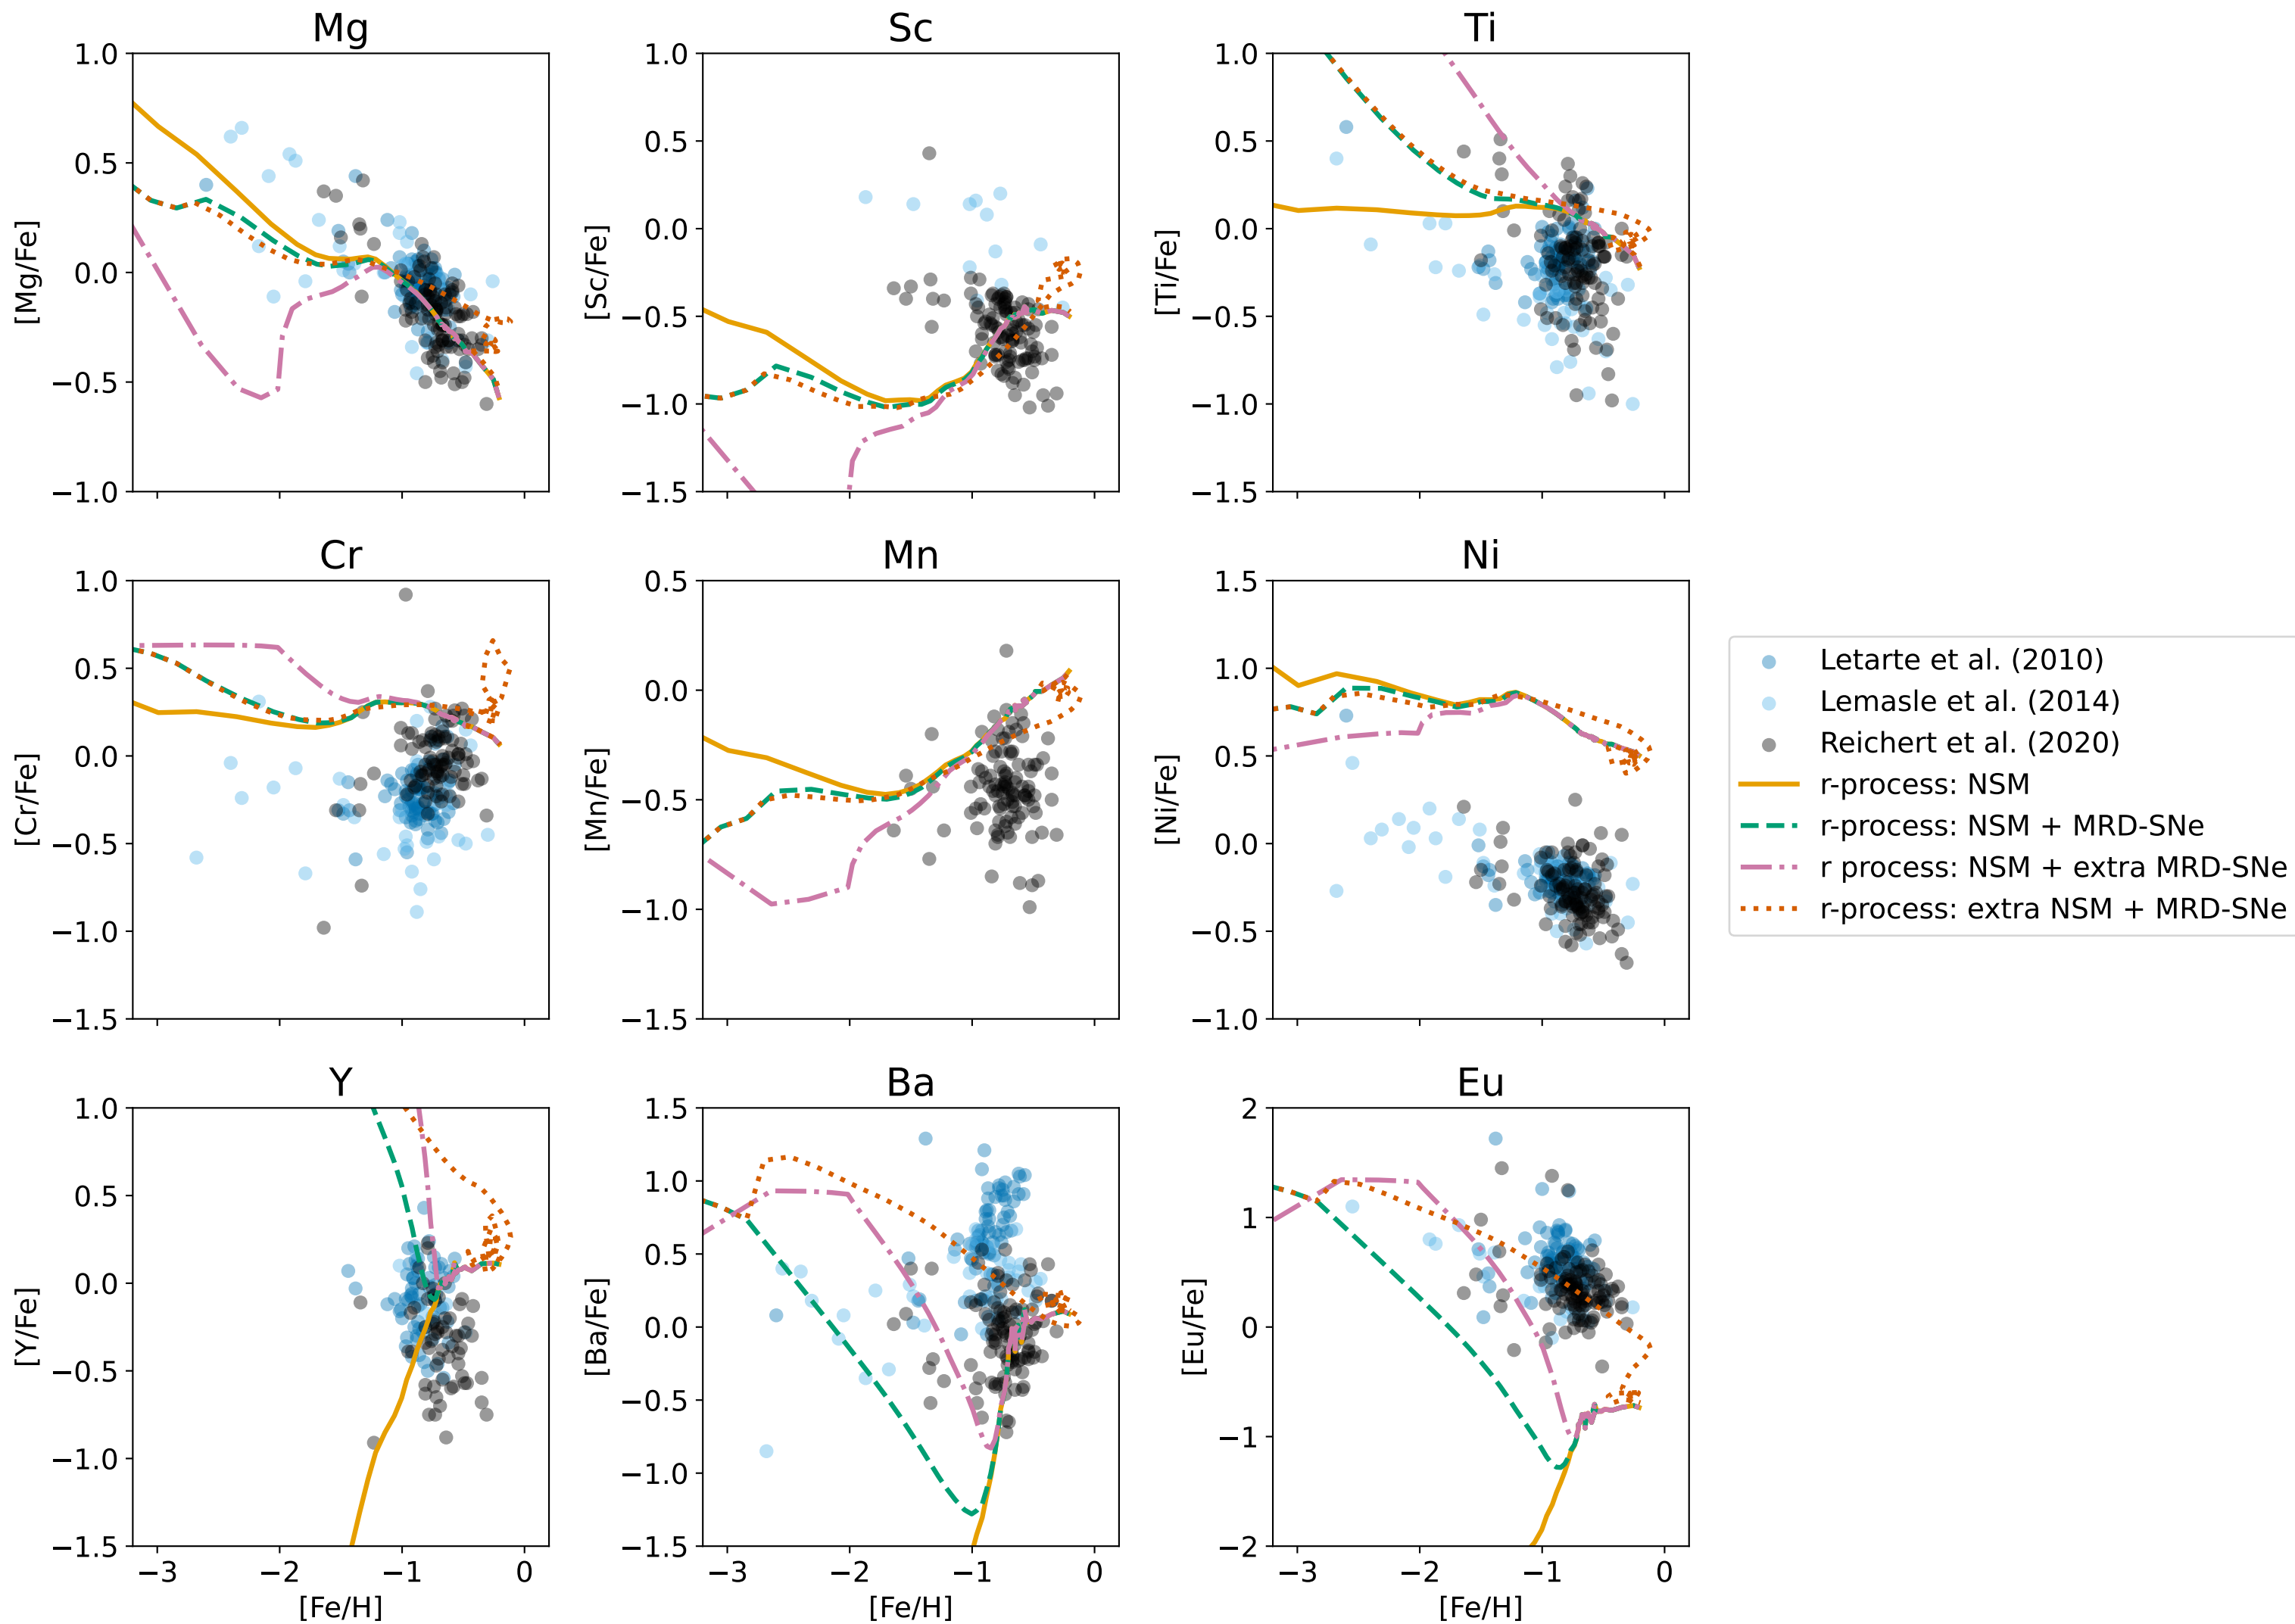 Mg
Sc
Ti
1.0
0.5
0.0
−0.5
−1.0
[Mg/Fe]
1.0
0.5
0.0
−0.5
−1.0
−1.5
[Sc/Fe]
1.0
0.5
0.0
−0.5
−1.0
−1.5
[Ti/Fe]
Cr
Mn
Ni
1.0
0.5
0.0
−0.5
−1.0
−1.5
[Cr/Fe]
0.5
0.0
−0.5
−1.0
−1.5
[Mn/Fe]
1.5
1.0
0.5
0.0
−0.5
−1.0
[Ni/Fe]
Letarte et al. (2010)
Lemasle et al. (2014)
Reichert et al. (2020)
r-process: NSM
r-process: NSM + MRD-SNe
r process: NSM + extra MRD-SNe
r-process: extra NSM + MRD-SNe
Y
Ba
Eu
1.0
0.5
0.0
−0.5
−1.0
−1.5
[Y/Fe]
−3 −2 −1 0
[Fe/H]
1.5
1.0
0.5
0.0
−0.5
−1.0
−1.5
[Ba/Fe]
−3 −2 −1 0
[Fe/H]
2
1
0
−1
−2
[Eu/Fe]
−3 −2 −1 0
[Fe/H]